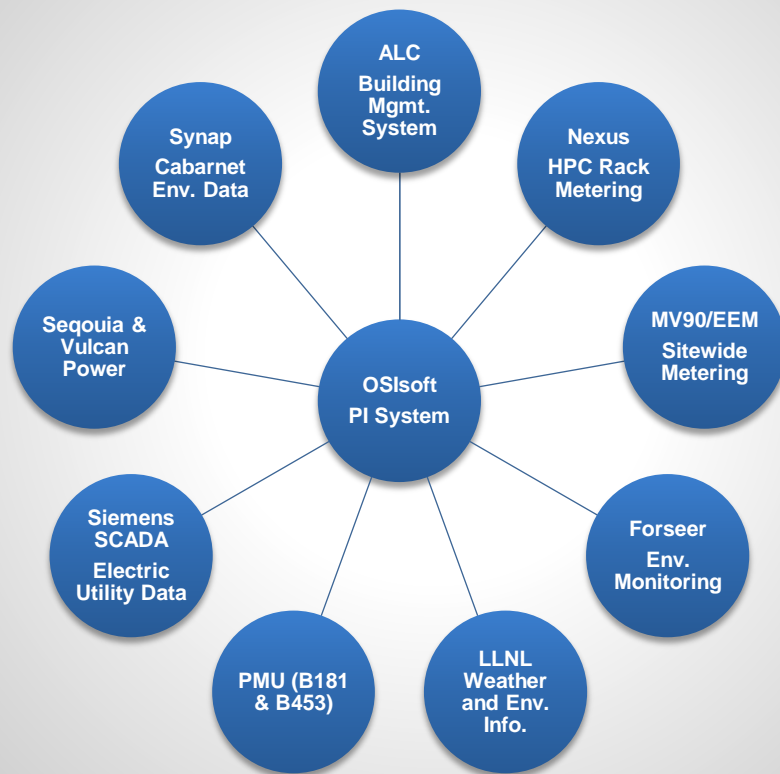 ALC
Building
Mgmt.
System
Nexus
HPC Rack
Metering
MV90/EEM
Sitewide
Metering
Forseer
Env.
Monitoring
LLNL
Weather
and Env.
Info.
PMU (B181
& B453)
Siemens
SCADA
Electric
Utility Data
Seqouia &
Vulcan
Power
Synap
Cabarnet
Env. Data
OSIsoft
PI System